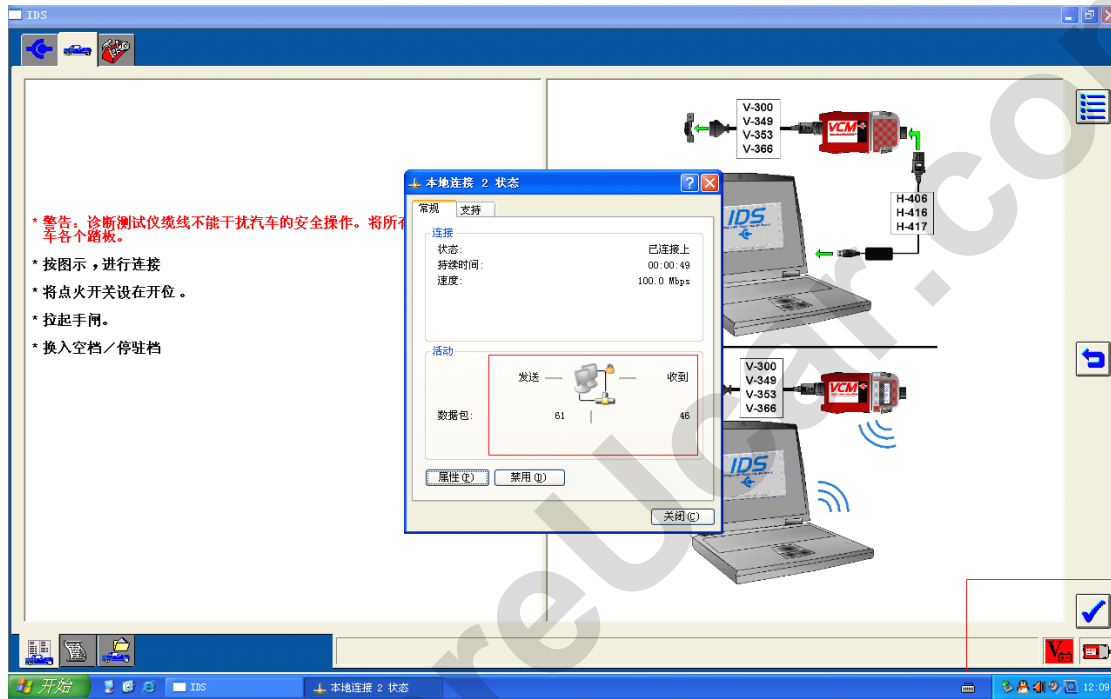 IDS
* 警告：诊断测试仪缆线不能干扰汽车的安全操作。将所有
车各个踏板。
* 按图示，进行连接
* 将点火开关设在开位。
* 拉起手闸。
* 换入空档／停驻档
V-300
V-349
V-353
V-366
VCM
H-406
H-416
H-417
IDS
本地连接 2 状态
常规
支持
连接
状态:
已连接上
持续时间:
00:00:49
速度:
100.0 Mbps
活动
发送
收到
数据包:
61
46
属性(P)
禁用(D)
关闭(C)
V-300
V-349
V-353
V-366
VCM
IDS
开始
IDS
本地连接 2 状态
12:09
reUcar.co